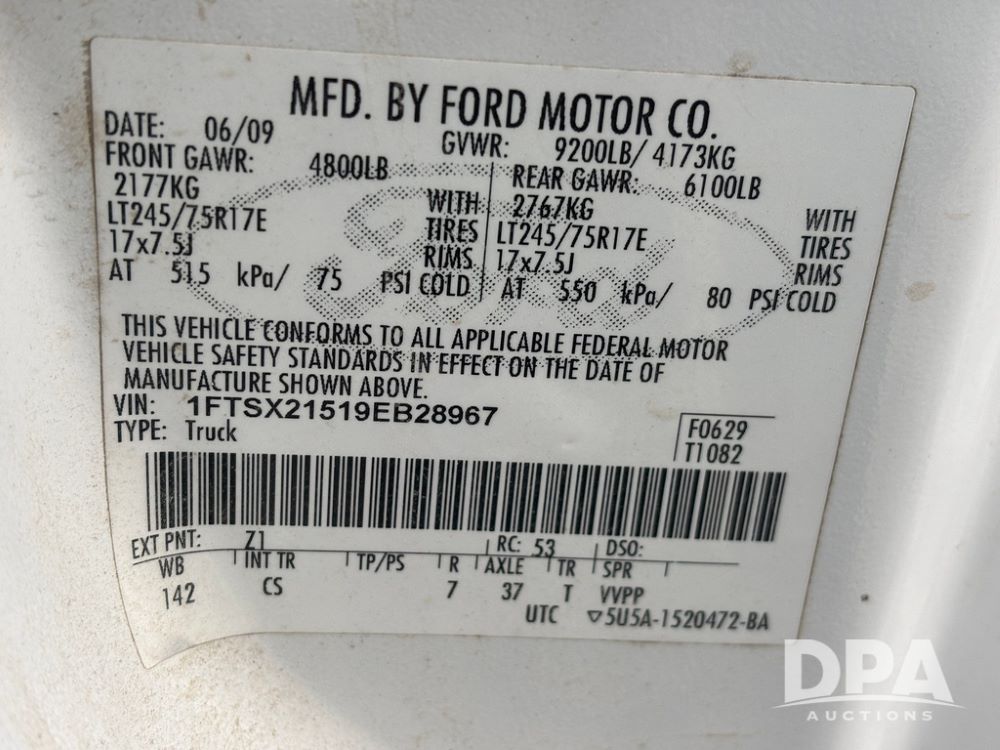 MFD. BY FORD MOTOR CO.
DATE: 06/09 GVWR: 9200LB/ 4173KG
FRONT GAWR: 4800LB REAR GAWR: 6100LB
2177KG WITH 2767KG WITH
LT245/75R17E TIRES LT245/75R17E TIRES
17x7.5J RIMS 17x7.5J RIMS
AT 515 kPa/ 75 PSI COLD AT 550 kPa/ 80 PSI COLD
Ford
THIS VEHICLE CONFORMS TO ALL APPLICABLE FEDERAL MOTOR
VEHICLE SAFETY STANDARDS IN EFFECT ON THE DATE OF
MANUFACTURE SHOWN ABOVE.
VIN: 1FTSX21519EB28967
TYPE: Truck
F0629
T1082
EXT PNT: Z1 RC: 53 DSO:
WB INT TR TP/PS R AXLE TR SPR
142 CS 7 37 T VVPP
UTC ▽5U5A-1520472-BA
DPA
AUCTIONS